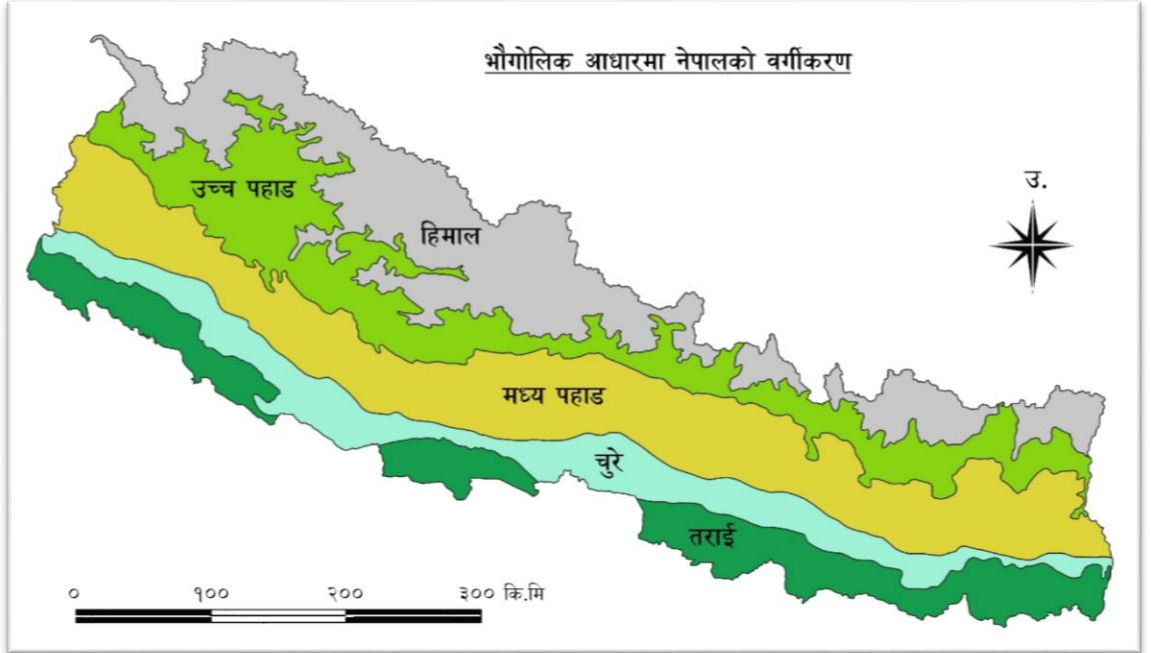 भौगोलिक आधारमा नेपालको वर्गीकरण
उ.
उच्च पहाड
हिमाल
मध्य पहाड
चुरे
तराई
० १०० २०० ३०० कि.मि